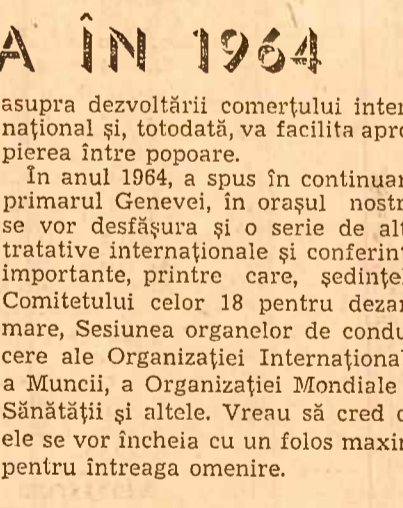 A ÎN 1964
asupra dezvoltării comerțului inter
național și, totodată, va facilita apro
pierea între popoare.
În anul 1964, a spus în continuar
primarul Genevei, în orașul nostr
se vor desfășura și o serie de alt
tratative internaționale și conferin
importante, printre care, ședințe
Comitetului celor 18 pentru dezar
mare, Sesiunea organelor de condu
cere ale Organizației Internațional
a Muncii, a Organizației Mondiale
Sănătății și altele. Vreau să cred c
ele se vor încheia cu un folos maxim
pentru întreaga omenire.